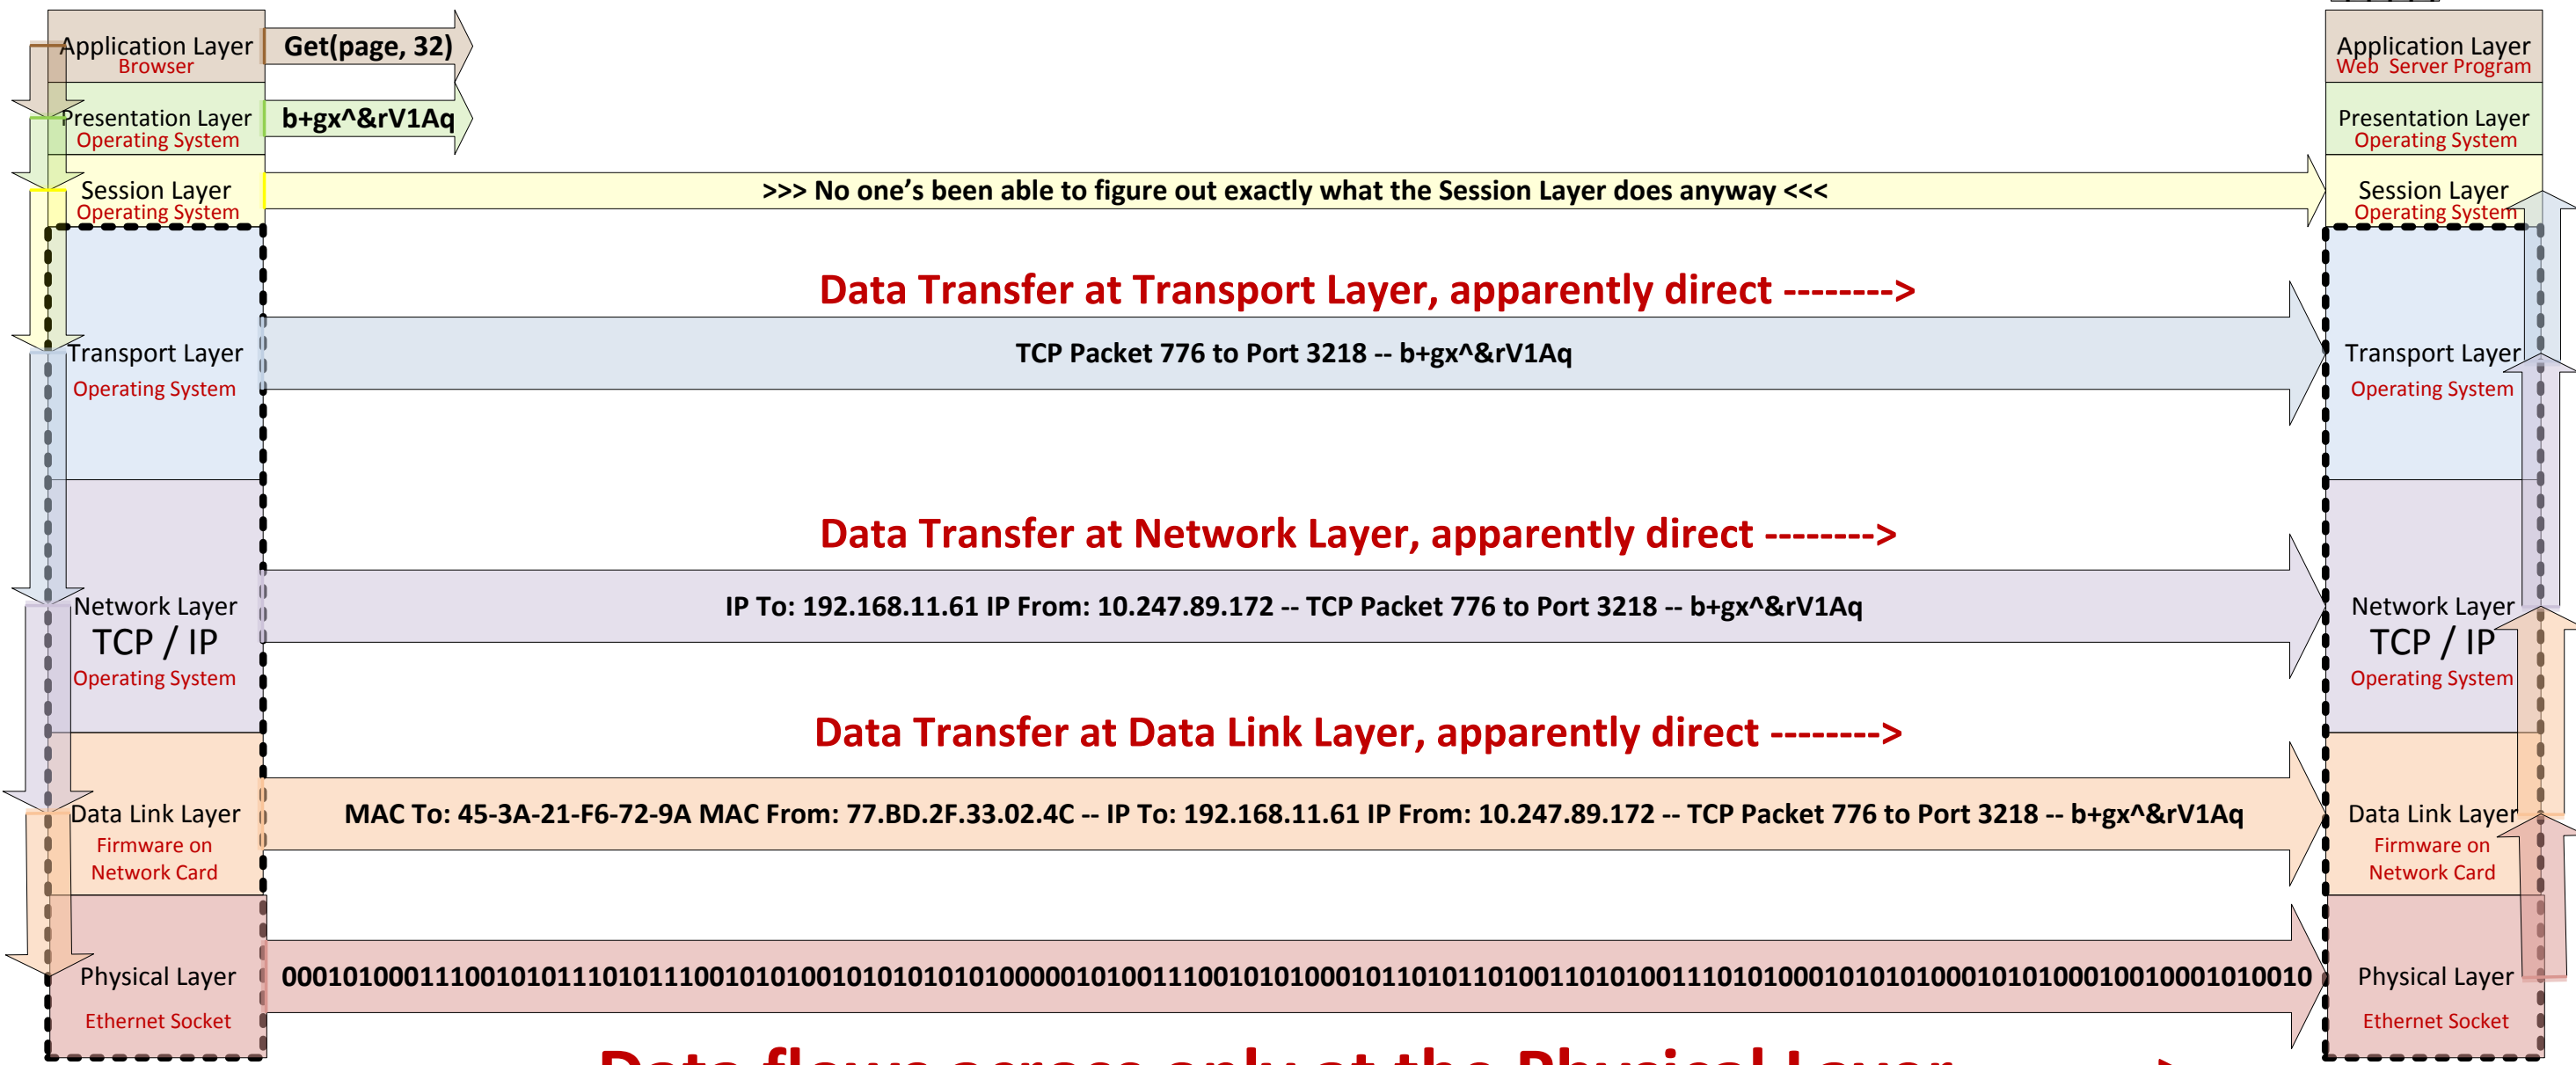 Application Layer
Browser
Get(page, 32)
Application Layer
Web Server Program
Presentation Layer
Operating System
b+gx^&rV1Aq
Presentation Layer
Operating System
Session Layer
Operating System
>>> No one's been able to figure out exactly what the Session Layer does anyway <<<
Session Layer
Operating System
Data Transfer at Transport Layer, apparently direct -------->
Transport Layer
Operating System
TCP Packet 776 to Port 3218 -- b+gx^&rV1Aq
Transport Layer
Operating System
Data Transfer at Network Layer, apparently direct -------->
Network Layer
TCP / IP
Operating System
IP To: 192.168.11.61 IP From: 10.247.89.172 -- TCP Packet 776 to Port 3218 -- b+gx^&rV1Aq
Network Layer
TCP / IP
Operating System
Data Transfer at Data Link Layer, apparently direct -------->
Data Link Layer
Firmware on
Network Card
MAC To: 45-3A-21-F6-72-9A MAC From: 77.BD.2F.33.02.4C -- IP To: 192.168.11.61 IP From: 10.247.89.172 -- TCP Packet 776 to Port 3218 -- b+gx^&rV1Aq
Data Link Layer
Firmware on
Network Card
Physical Layer
Ethernet Socket
Physical Layer
Ethernet Socket
Data flows across only at the Physical Layer